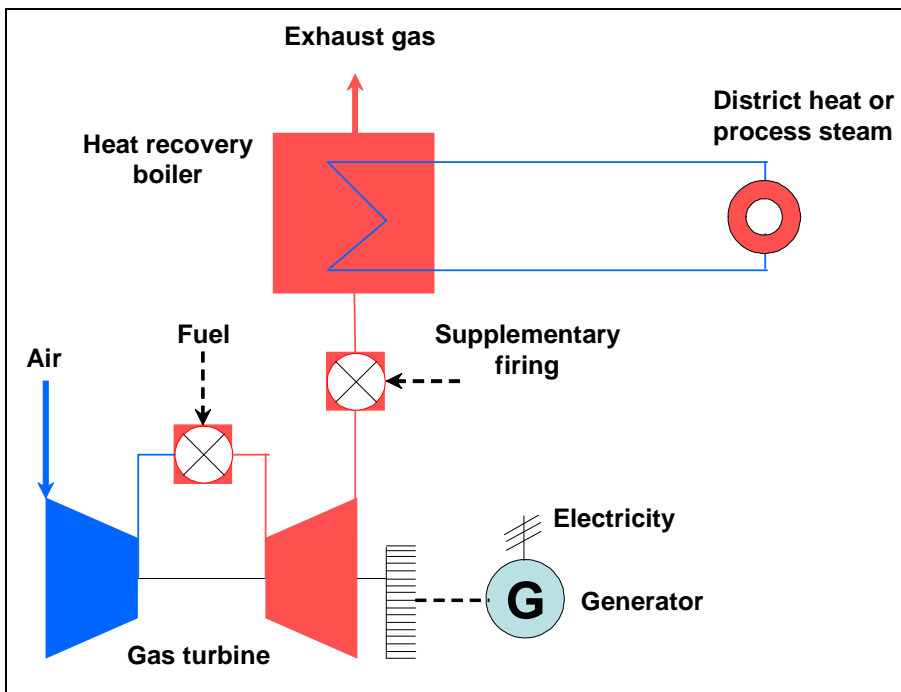 Exhaust gas
District heat or
process steam
Heat recovery
boiler
Fuel
Supplementary
firing
Air
Electricity
G
Generator
Gas turbine